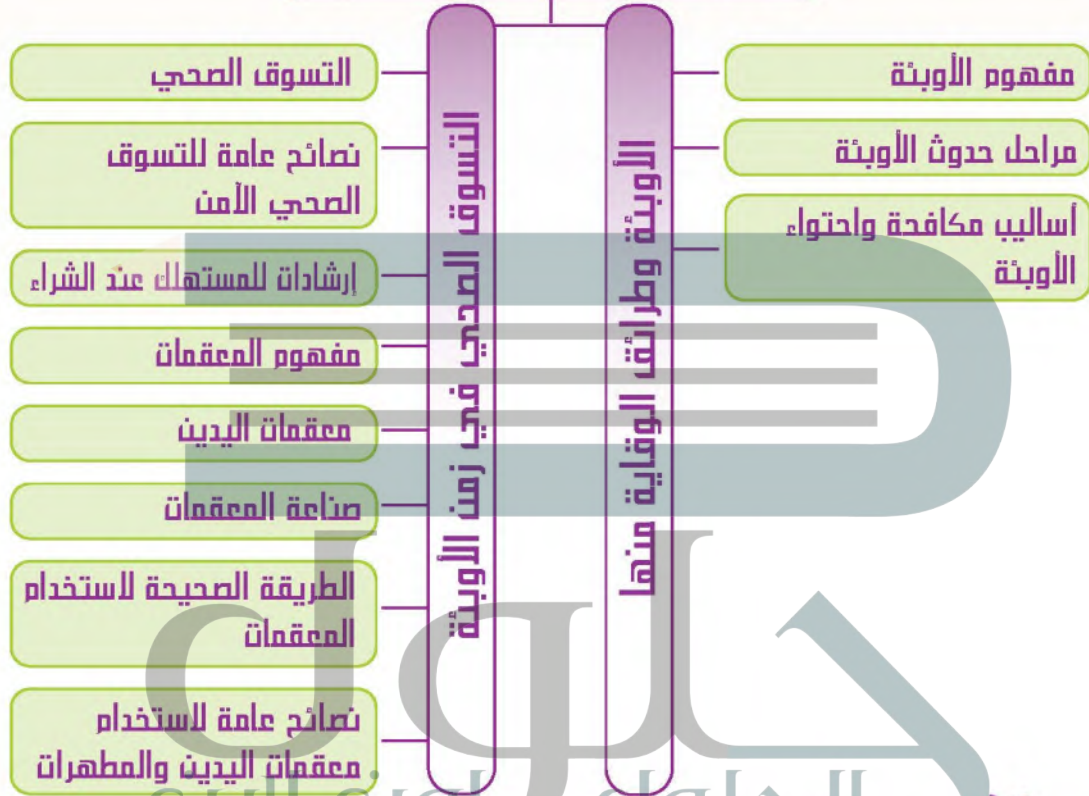 الأوبئة وطرائق الوقاية منها
مفهوم الأوبئة
مراحل حدوث الأوبئة
أساليب مكافحة واحتواء
الأوبئة
التسوق الصحي في زمن الأوبئة
التسوق الصحي
نصائح عامة للتسوق
الصحي الآمن
إرشادات للمستهلك عند الشراء
مفهوم المعقمات
معقمات اليدين
صناعة المعقمات
الطريقة الصحيحة لاستخدام
المعقمات
نصائح عامة لاستخدام
معقمات اليدين والمطهرات
حلول